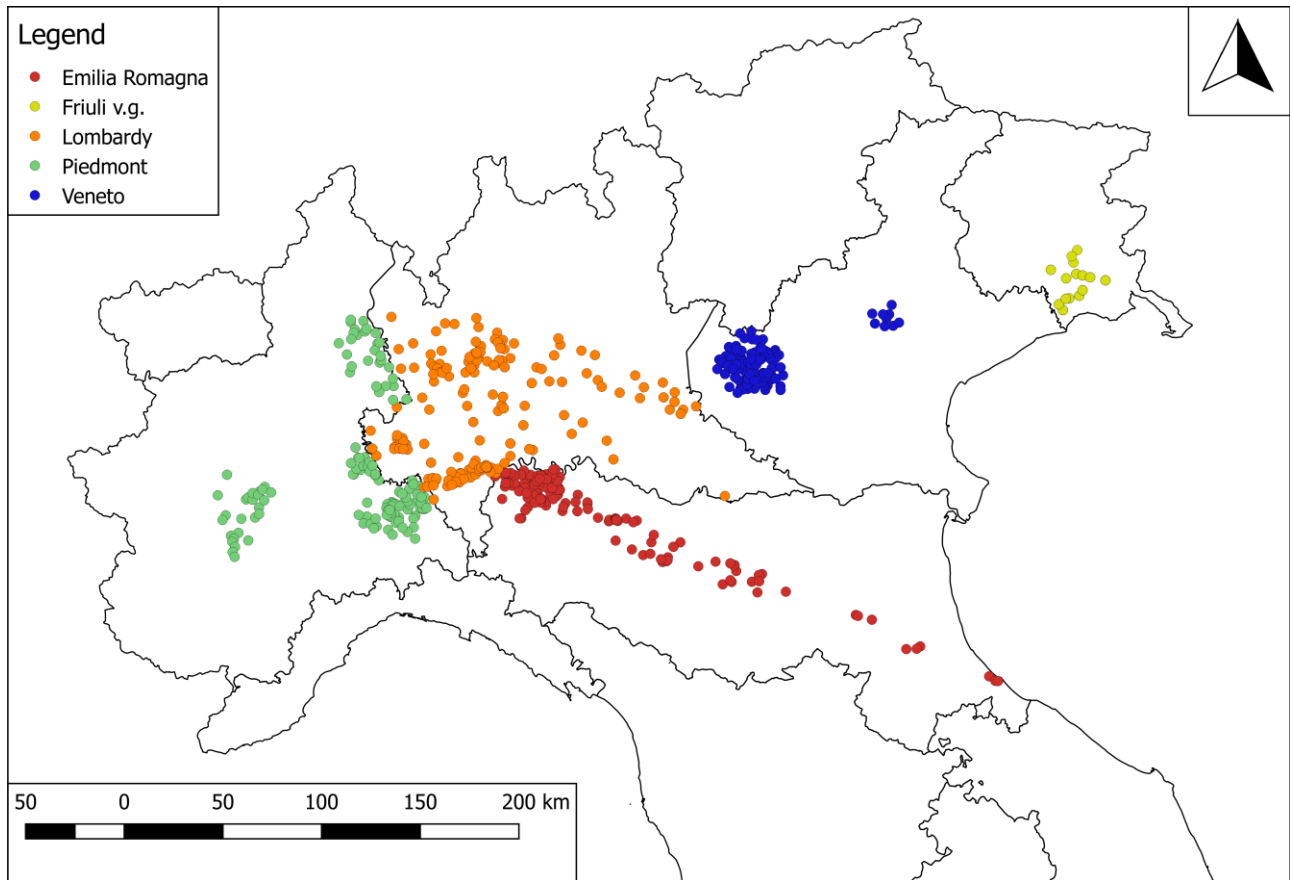 Legend
Emilia Romagna
Friuli v.g.
Lombardy
Piedmont
Veneto
50 0 50 100 150 200 km